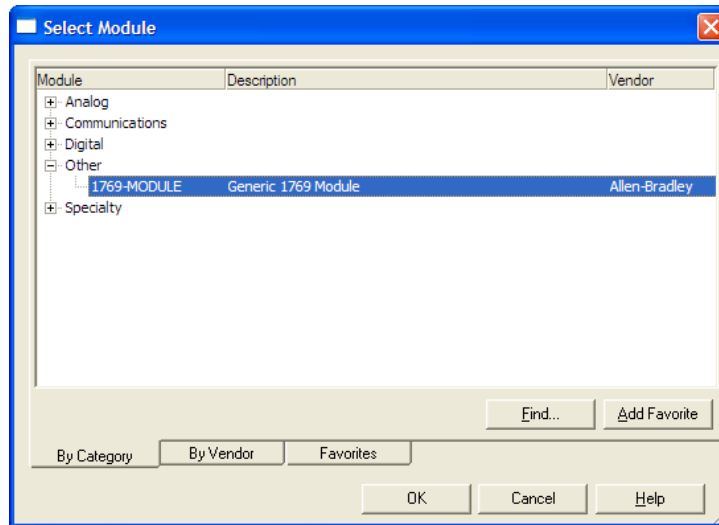 Select Module
Module Description Vendor
Analog
Communications
Digital
Other
1769-MODULE Generic 1769 Module Allen-Bradley
Specialty
Find... Add Favorite
By Category By Vendor Favorites
OK Cancel Help